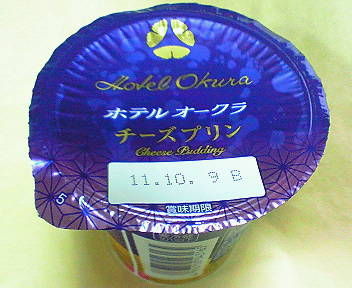 Hotel Okura
ホテル オークラ
チーズプリン
Cheese Pudding
11.10. 9 B
賞味期限
5